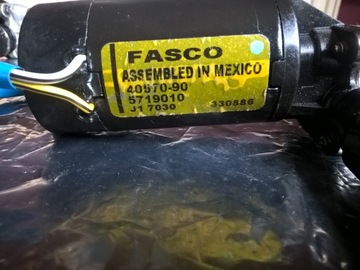 FASCO
ASSEMBLED IN MEXICO
40570-90
5719010
J1 7030 330886